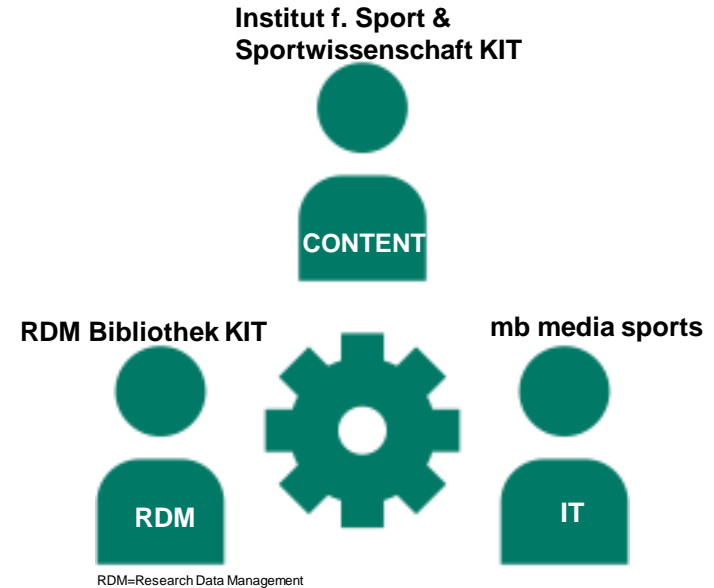 Institut f. Sport &
Sportwissenschaft KIT
CONTENT
RDM Bibliothek KIT
mb media sports
RDM
IT
RDM=Research Data Management